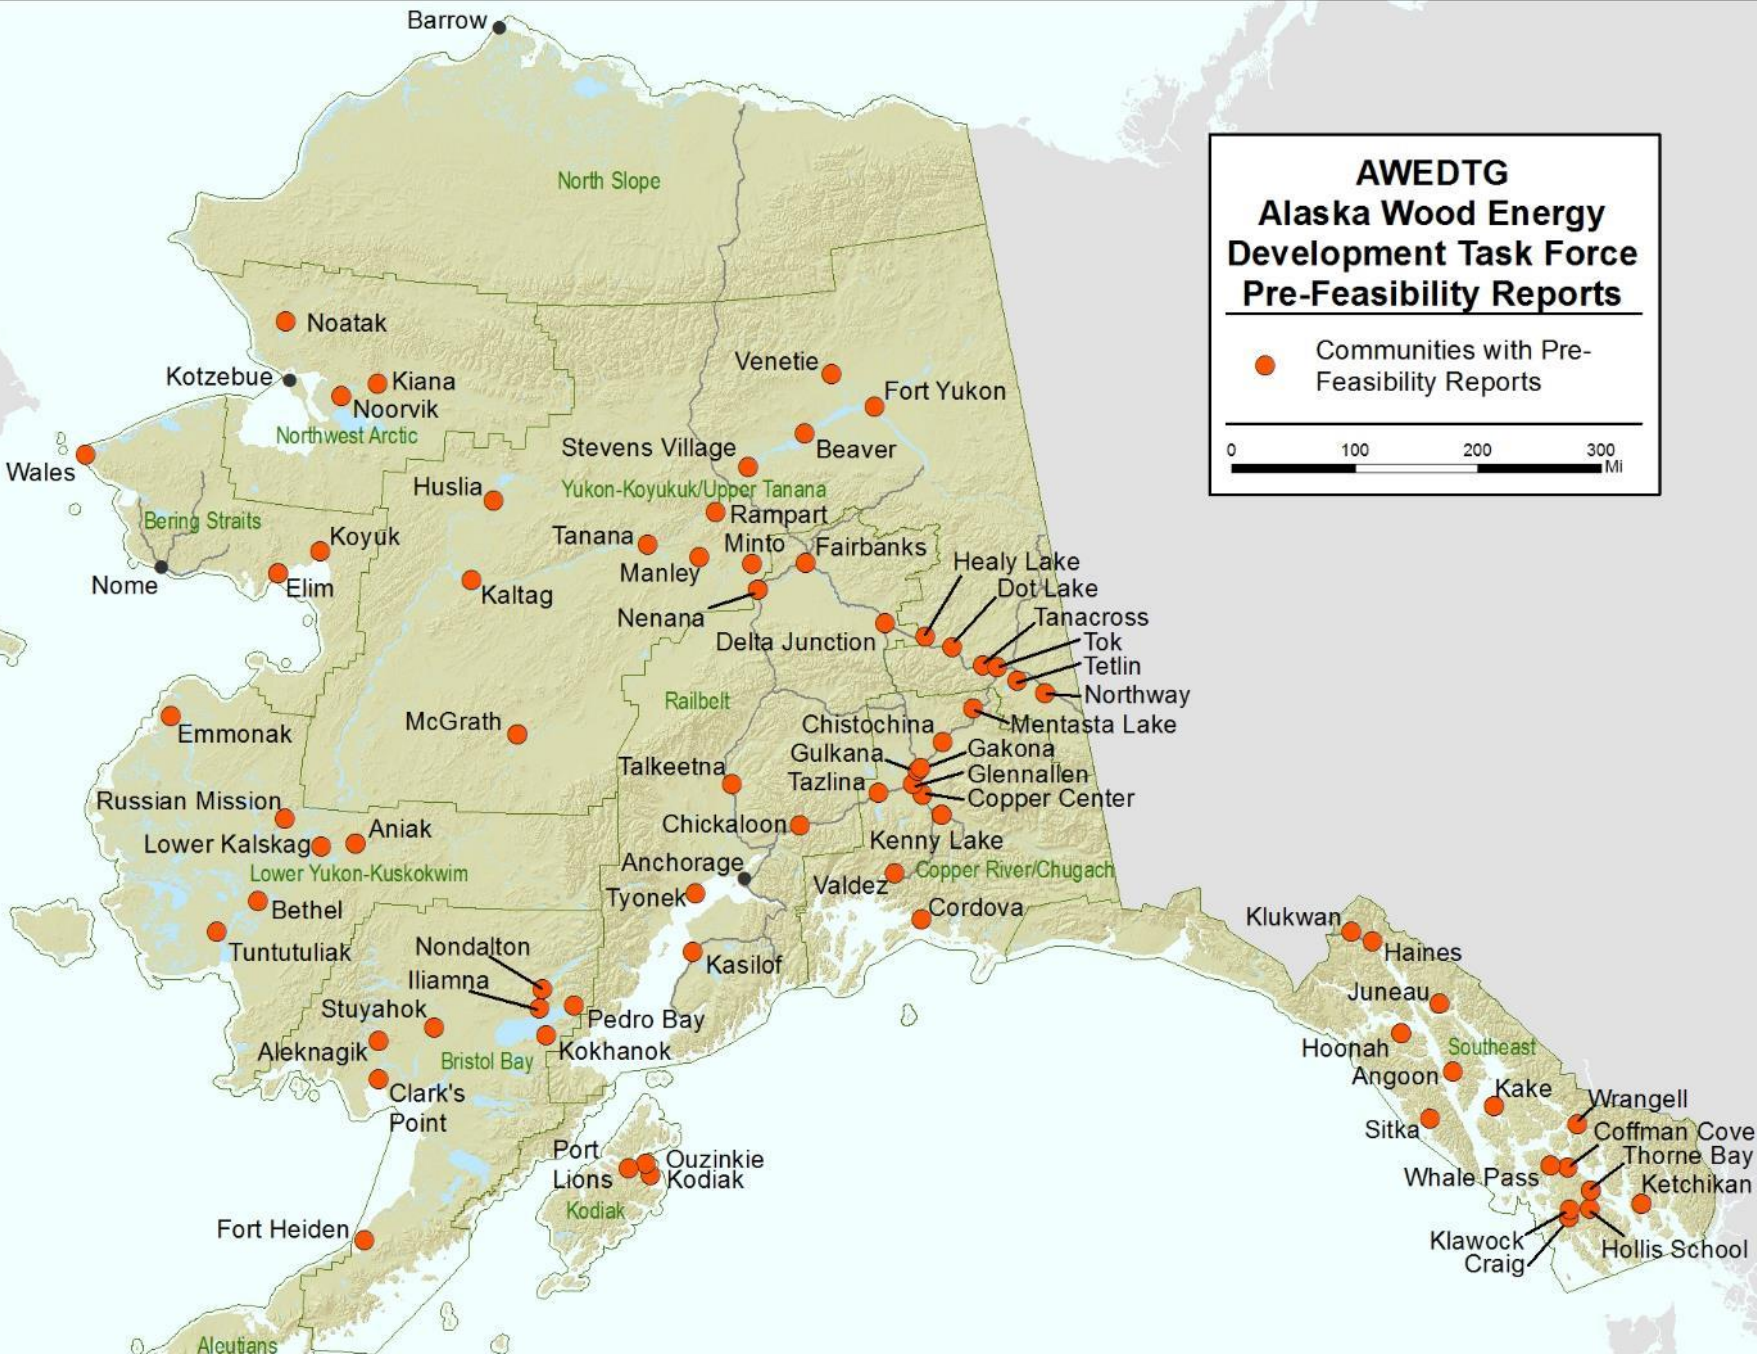 Barrow
AWEDTG
Alaska Wood Energy
Development Task Force
Pre-Feasibility Reports
Communities with Pre-
Feasibility Reports
0 100 200 300
Mi
North Slope
Noatak
Kotzebue
Kiana
Noorvik
Northwest Arctic
Venetie
Fort Yukon
Stevens Village
Beaver
Wales
Huslia
Yukon-Koyukuk/Upper Tanana
Rampart
Bering Straits
Koyuk
Tanana
Minto
Fairbanks
Manley
Nome
Elim
Kaltag
Nenana
Healy Lake
Dot Lake
Tanacross
Delta Junction
Tok
Tetlin
Northway
Railbelt
Emmonak
McGrath
Chistochina
Mentasta Lake
Gulkana
Gakona
Talkeetna
Tazlina
Glennallen
Copper Center
Russian Mission
Lower Kalskag
Aniak
Chickaloon
Kenny Lake
Lower Yukon-Kuskokwim
Anchorage
Copper River/Chugach
Tyonek
Valdez
Bethel
Cordova
Tuntutuliak
Klukwan
Haines
Nondalton
Iliamna
Kasilof
Stuyahok
Pedro Bay
Juneau
Aleknagik
Bristol Bay
Kokhanok
Hoonah
Southeast
Clark's
Point
Angoon
Kake
Wrangell
Sitka
Coffman Cove
Port
Lions
Ouzinkie
Kodiak
Kodiak
Thorne Bay
Whale Pass
Ketchikan
Fort Heiden
Klawock
Craig
Hollis School
Aleutians